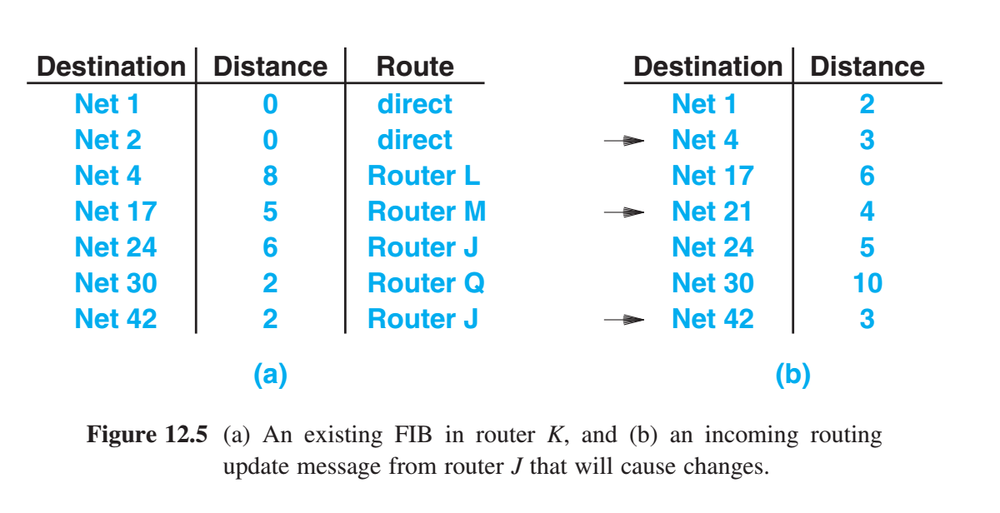 Destination Distance Route
Net 1 0 direct
Net 2 0 direct
Net 4 8 Router L
Net 17 5 Router M
Net 24 6 Router J
Net 30 2 Router Q
Net 42 2 Router J
(a)
Destination Distance
Net 1 2
Net 4 3
Net 17 6
Net 21 4
Net 24 5
Net 30 10
Net 42 3
(b)
Figure 12.5 (a) An existing FIB in router K, and (b) an incoming routing
update message from router J that will cause changes.